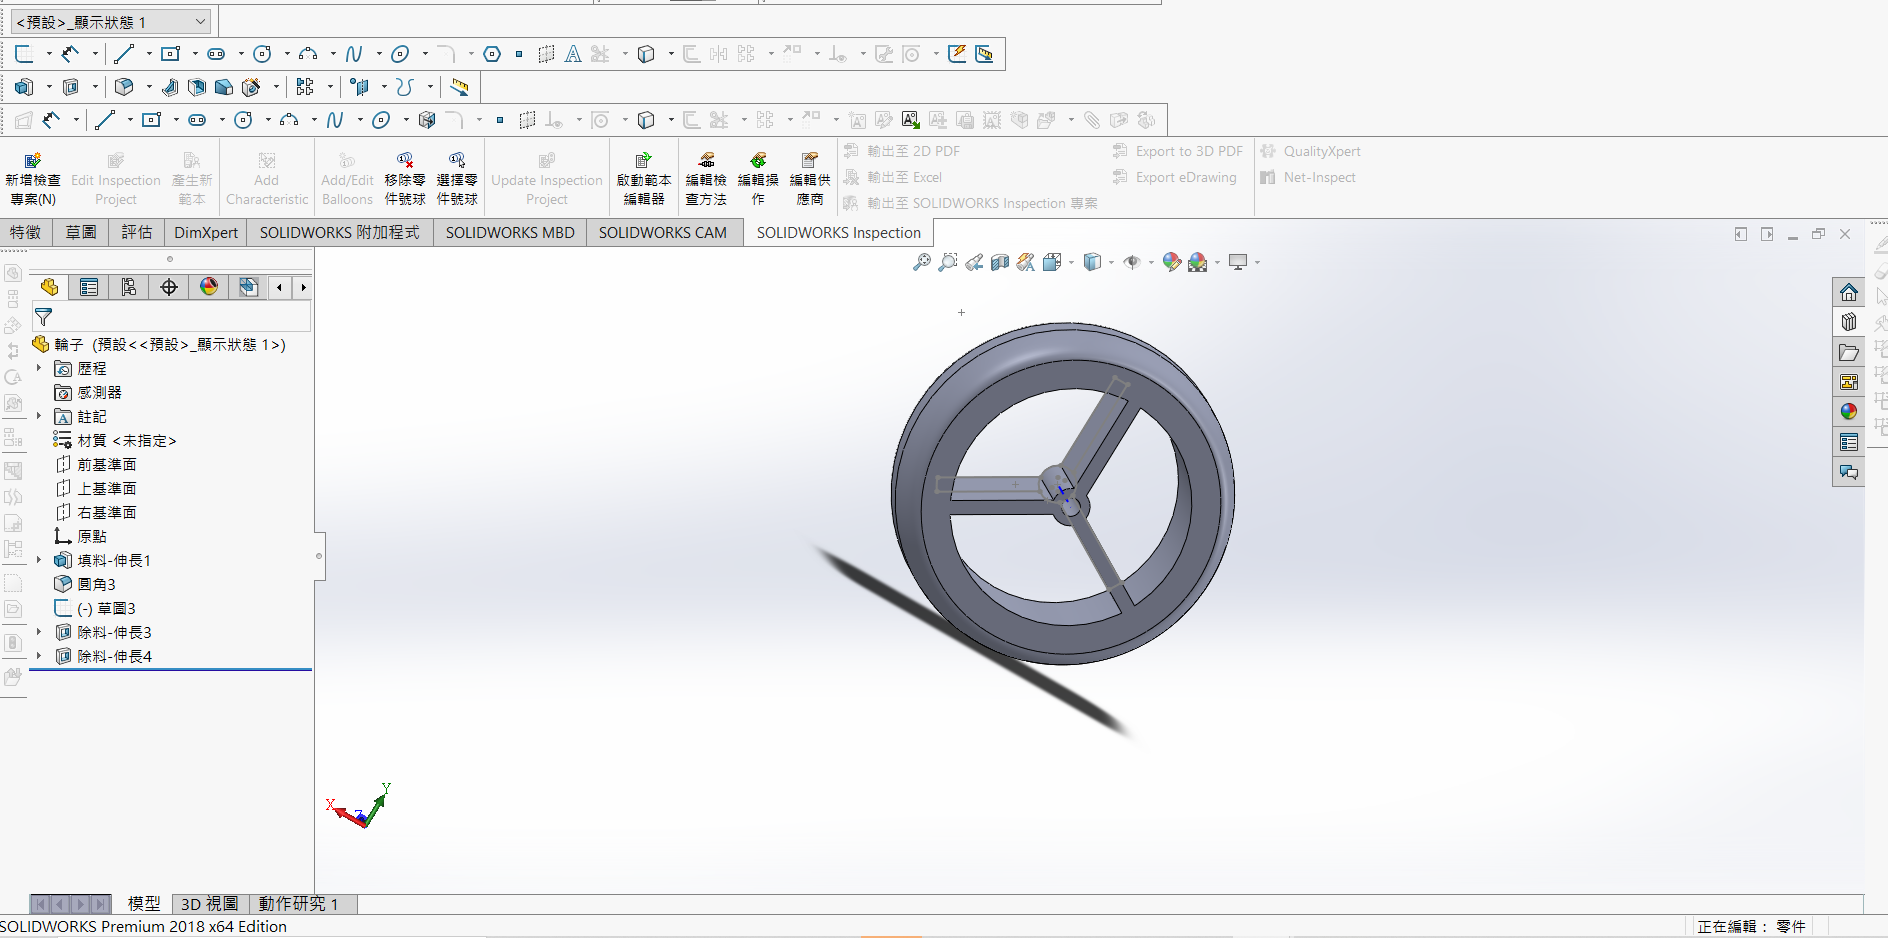 <預設>_顯示狀態 1
新增檢查
專案(N)
Edit Inspection
Project
產生新
範本
Add
Characteristic
Add/Edit
Balloons
移除零
件號球
選擇零
件號球
Update Inspection
Project
啟動範本
編輯器
編輯檢
查方法
編輯操
作
編輯供
應商
輸出至 2D PDF
輸出至 Excel
輸出至 SOLIDWORKS Inspection 專案
Export to 3D PDF
Export eDrawing
QualityXpert
Net-Inspect
特徵 草圖 評估 DimXpert SOLIDWORKS 附加程式 SOLIDWORKS MBD SOLIDWORKS CAM SOLIDWORKS Inspection
輪子 (預設<<預設>_顯示狀態 1>)
歷程
感測器
註記
材質 <未指定>
前基準面
上基準面
右基準面
原點
填料-伸長1
圓角3
(-) 草圖3
除料-伸長3
除料-伸長4
X Z Y
模型 3D 視圖 動作研究 1
SOLIDWORKS Premium 2018 x64 Edition
正在編輯： 零件